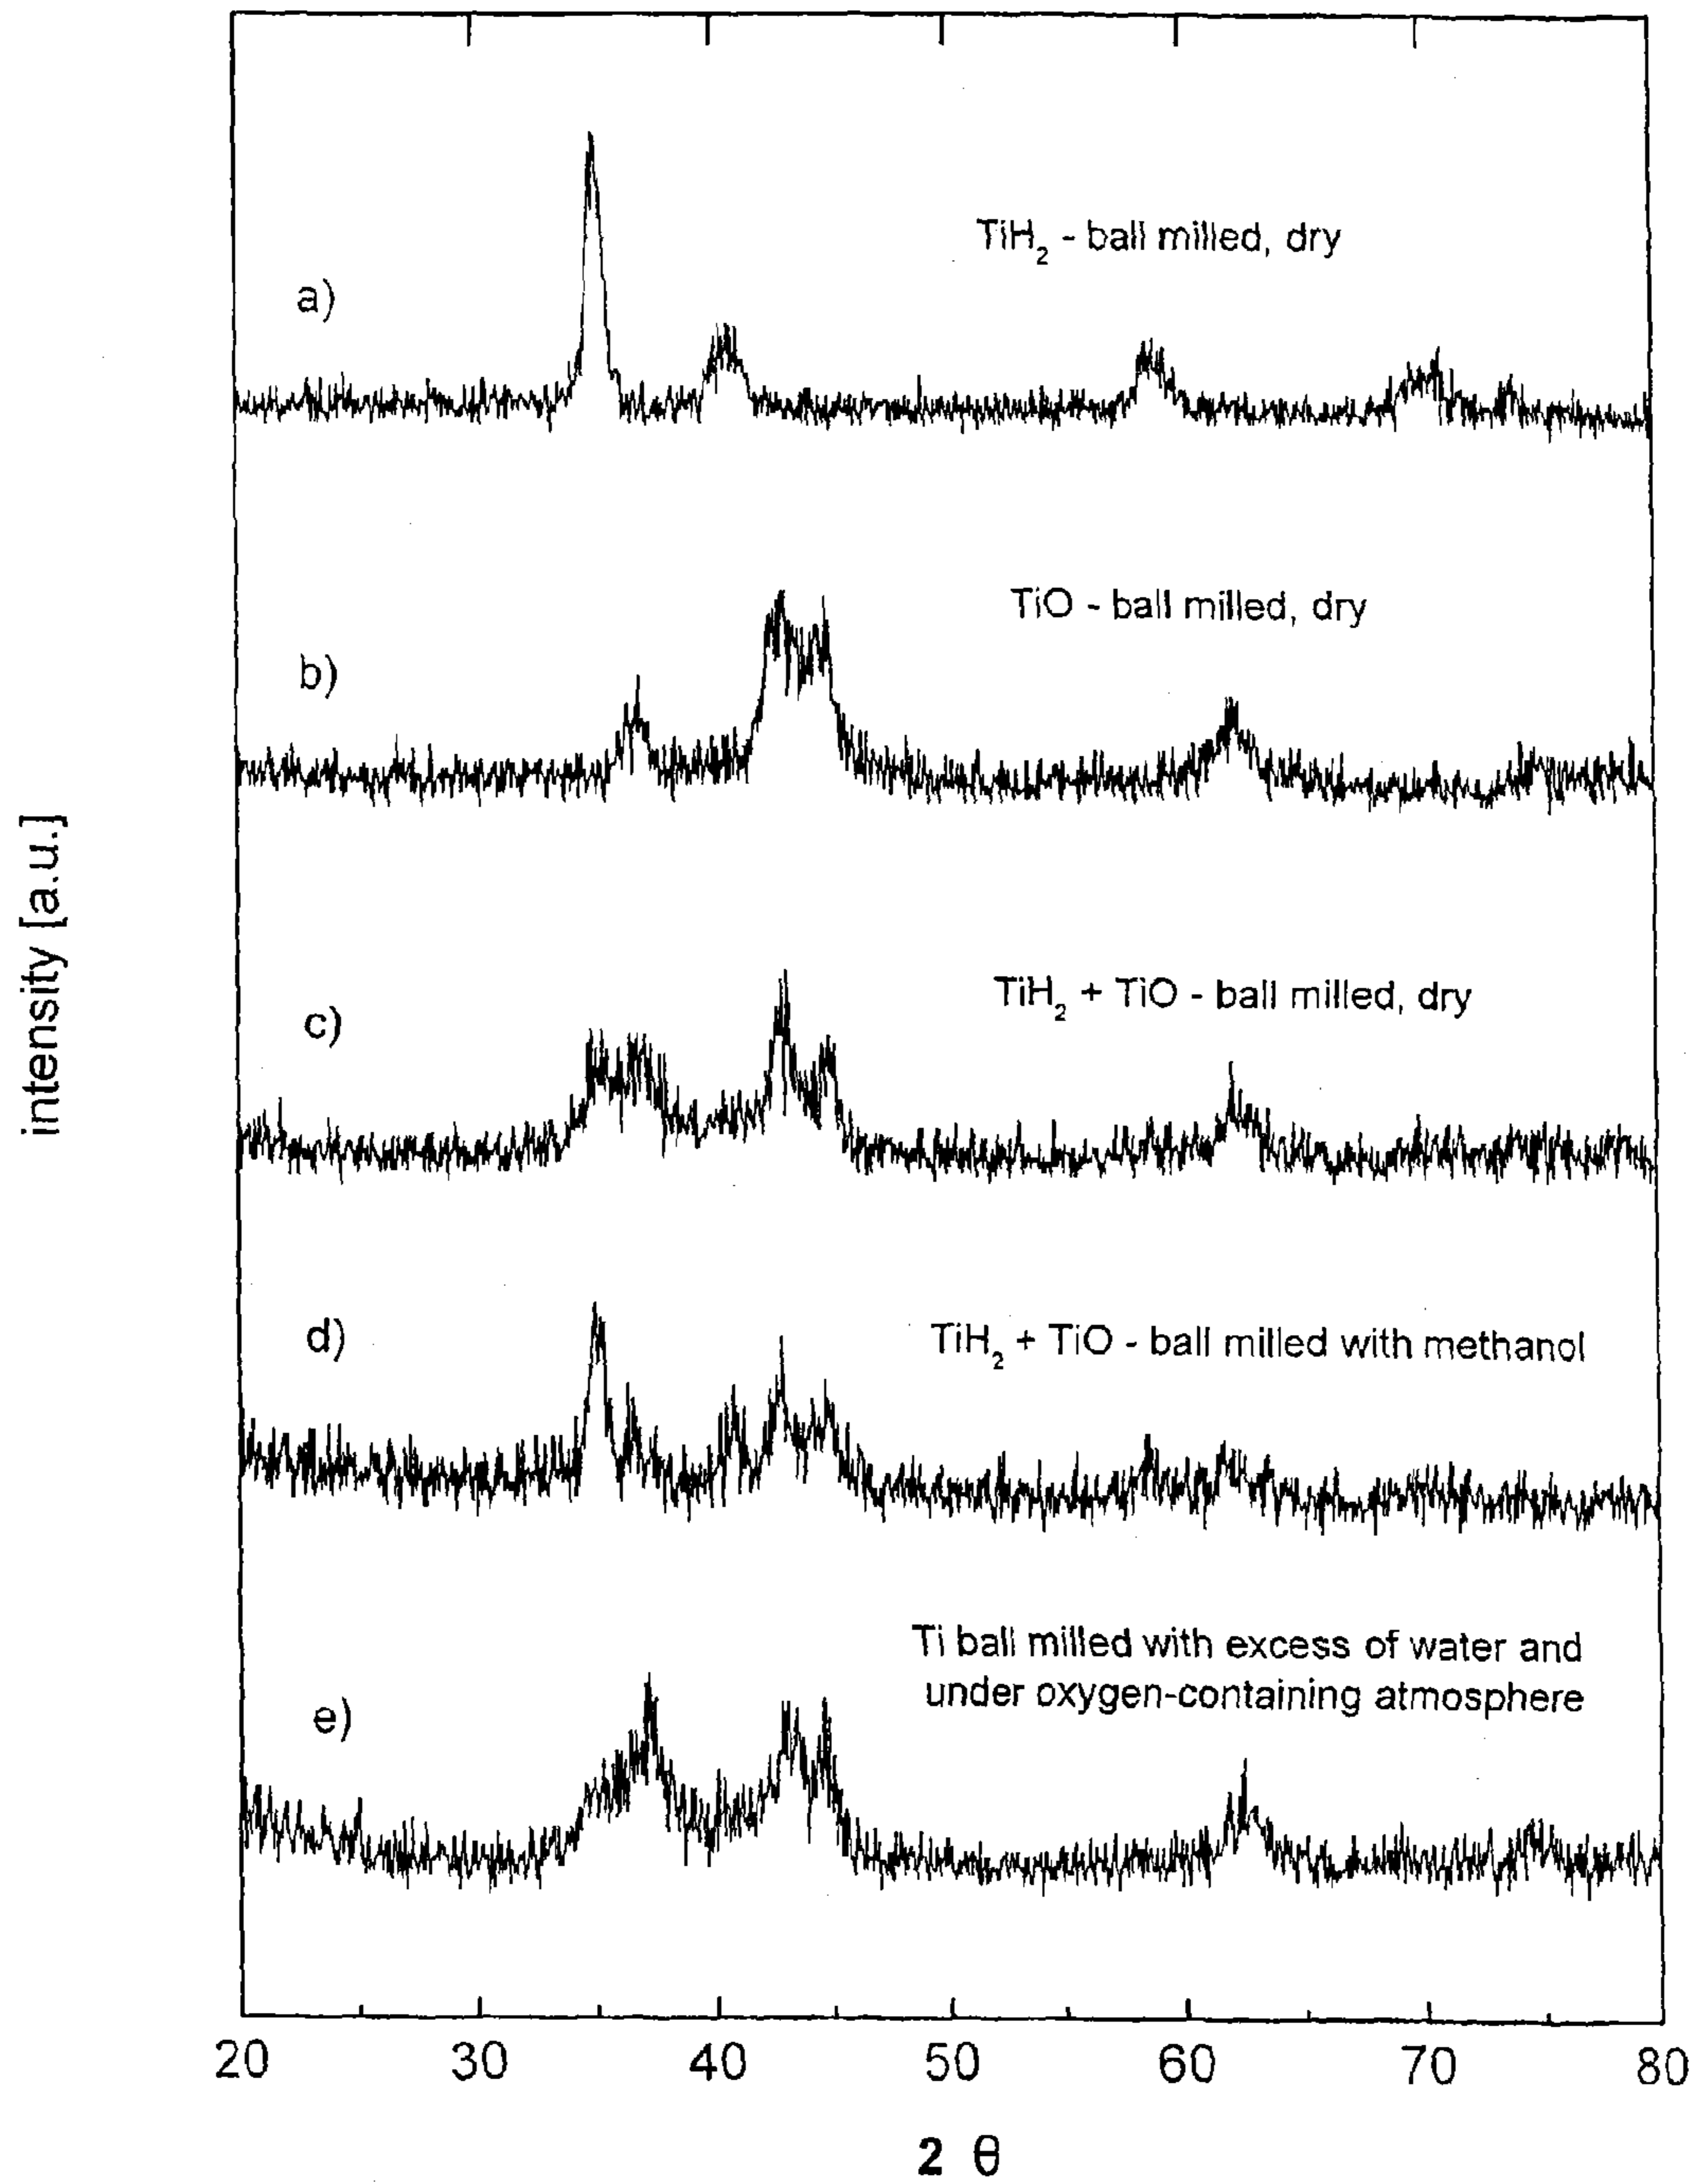 TiH₂ - ball milled, dry
a)
TiO - ball milled, dry
b)
intensity [a.u.]
TiH₂ + TiO - ball milled, dry
c)
TiH₂ + TiO - ball milled with methanol
d)
Ti ball milled with excess of water and
under oxygen-containing atmosphere
e)
20 30 40 50 60 70 80
2 θ